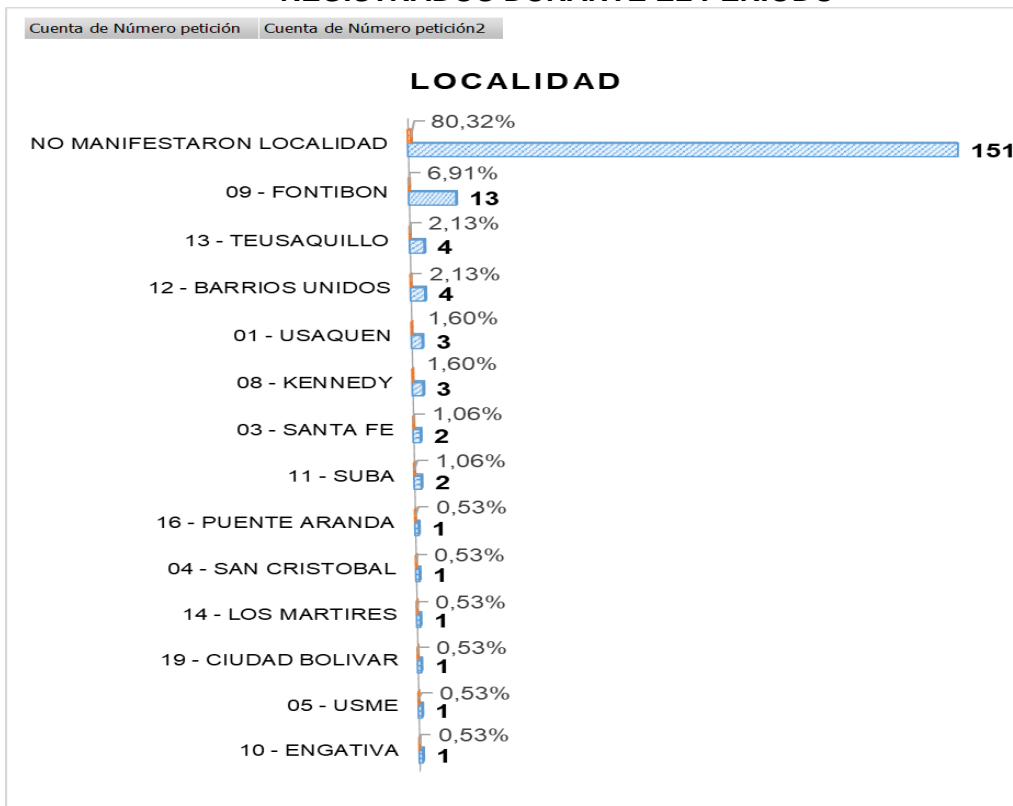 REGISTRADOS DURANTE EL PERIODO
Cuenta de Número petición Cuenta de Número petición2
LOCALIDAD
80,32%
NO MANIFESTARON LOCALIDAD 151
6,91%
09 - FONTIBON 13
2,13%
13 - TEUSAQUILLO 4
2,13%
12 - BARRIOS UNIDOS 4
1,60%
01 - USAQUEN 3
1,60%
08 - KENNEDY 3
1,06%
03 - SANTA FE 2
1,06%
11 - SUBA 2
0,53%
16 - PUENTE ARANDA 1
0,53%
04 - SAN CRISTOBAL 1
0,53%
14 - LOS MARTIRES 1
0,53%
19 - CIUDAD BOLIVAR 1
0,53%
05 - USME 1
0,53%
10 - ENGATIVA 1